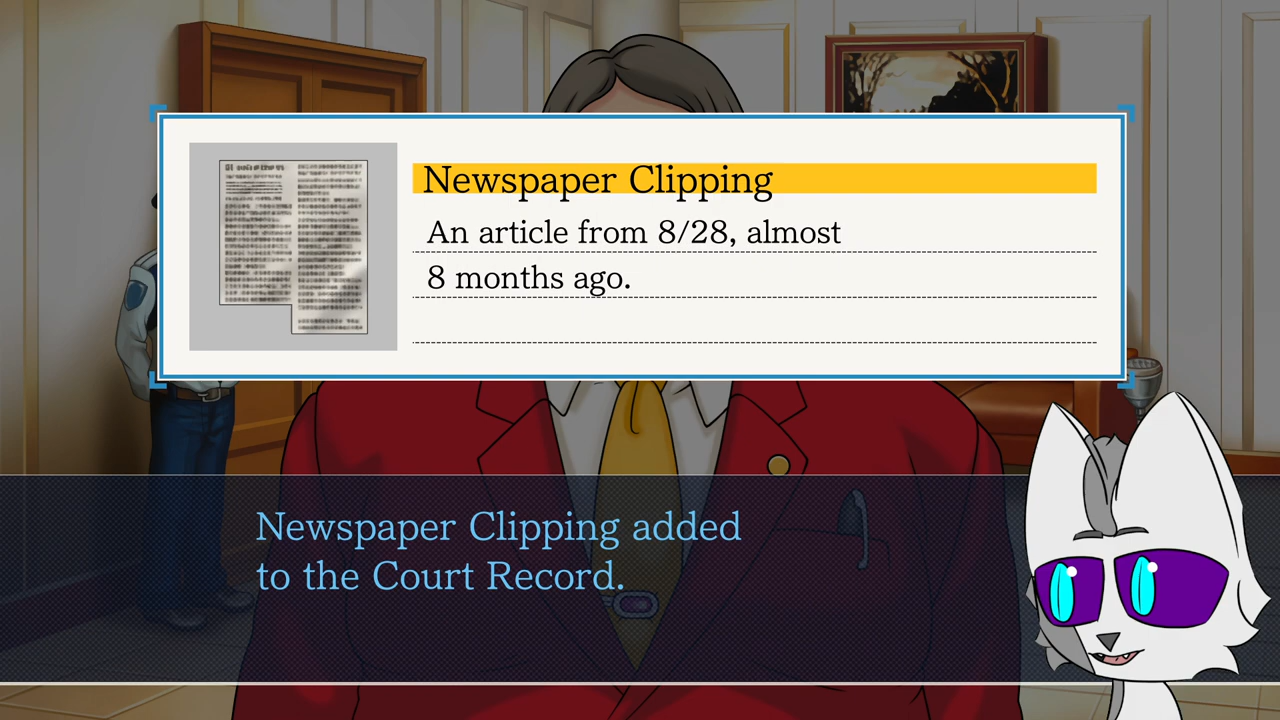 Newspaper Clipping
An article from 8/28, almost
8 months ago.
Newspaper Clipping added
to the Court Record.